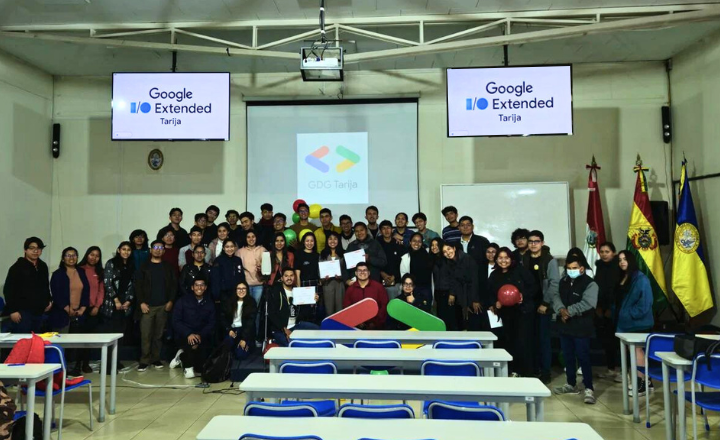 Google
I/O Extended
Tarija
Google
I/O Extended
Tarija
GDG Tarija